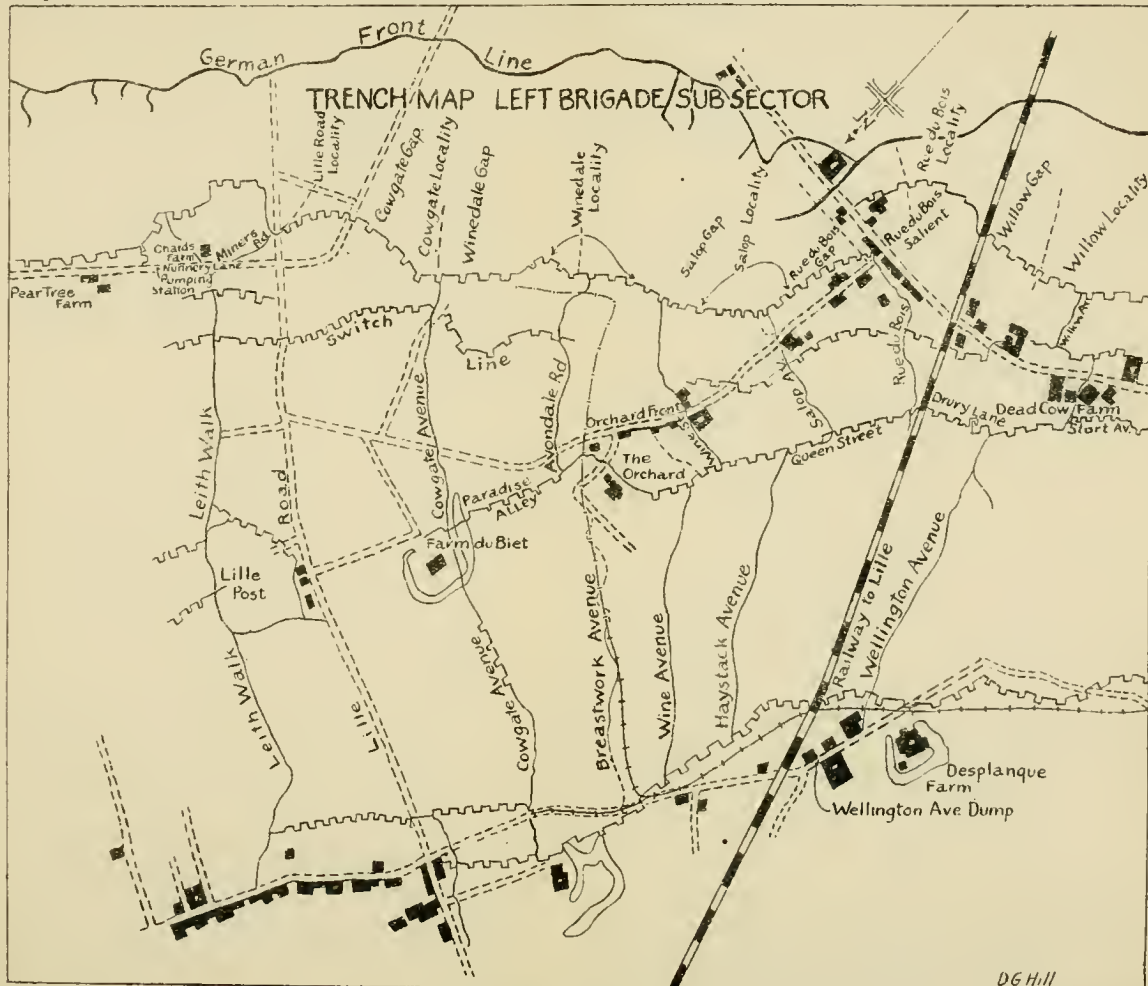 German Front Line
TRENCH MAP LEFT BRIGADE SUB-SECTOR
Lille Road
Locality
Cowgate Gap
Cowgate Locality
Winedale Gap
Winedale
Locality
Salop Gap
Salop Locality
Rue du Bois
Locality
Rue du Bois
Gap
Rue du Bois
Salient
Willow Gap
Willow Locality
Chards
Farm
Miners Rd
Nunnery Lane
Pumping
Station
Pear Tree
Farm
Switch Line
Leith Walk
Road
Cowgate Avenue
Avondale Rd
Orchard Front
Wine St
Salop Av.
Rue du Bois
Queen Street
Drury Lane
Dead Cow Farm
Start Av.
The
Orchard
Paradise
Alley
Farm du Biet
Lille
Post
Leith Walk
Lille
Cowgate Avenue
Breastwork Avenue
Wine Avenue
Haystack Avenue
Railway to Lille
Wellington Avenue
Desplanque
Farm
Wellington Ave. Dump
DG Hill